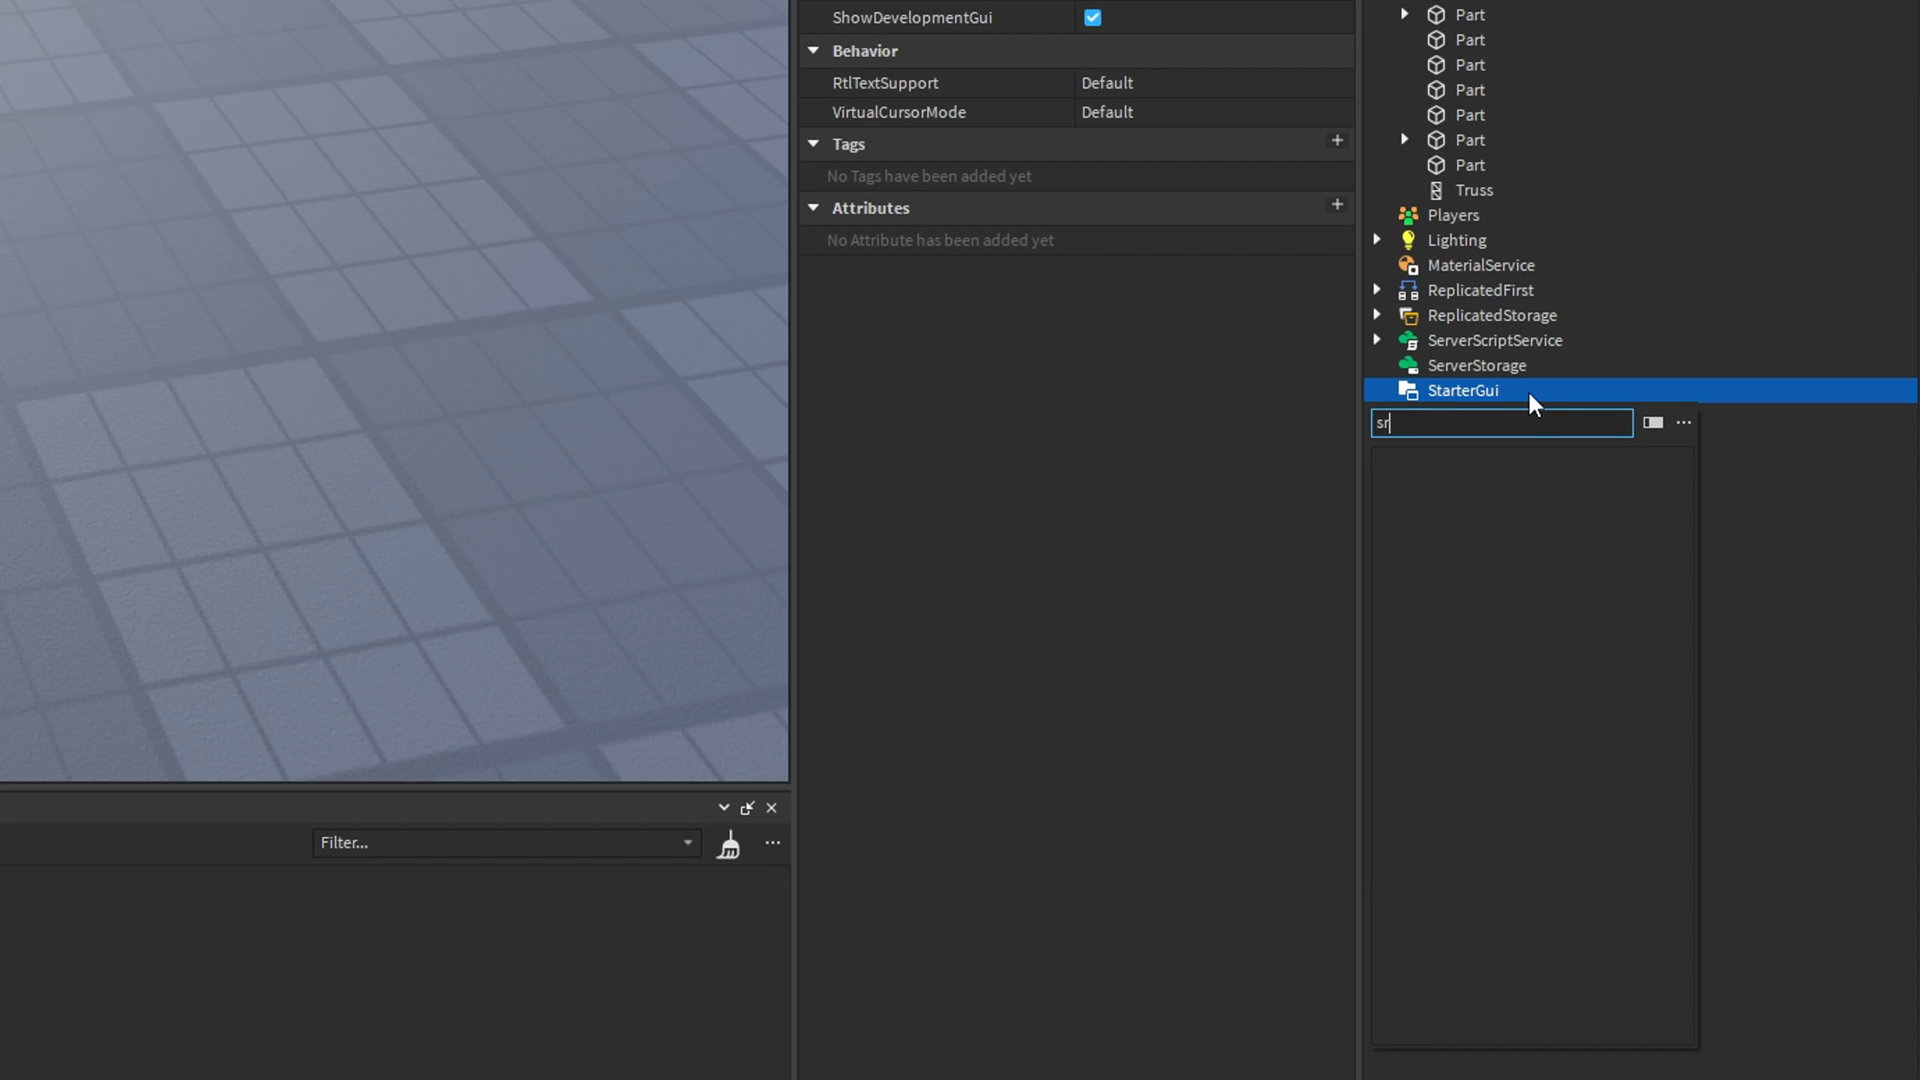 ShowDevelopmentGui
Behavior
RtlTextSupport Default
VirtualCursorMode Default
Tags
No Tags have been added yet
Attributes
No Attribute has been added yet
Part
Part
Part
Part
Part
Part
Part
Truss
Players
Lighting
MaterialService
ReplicatedFirst
ReplicatedStorage
ServerScriptService
ServerStorage
StarterGui
sr
Filter...